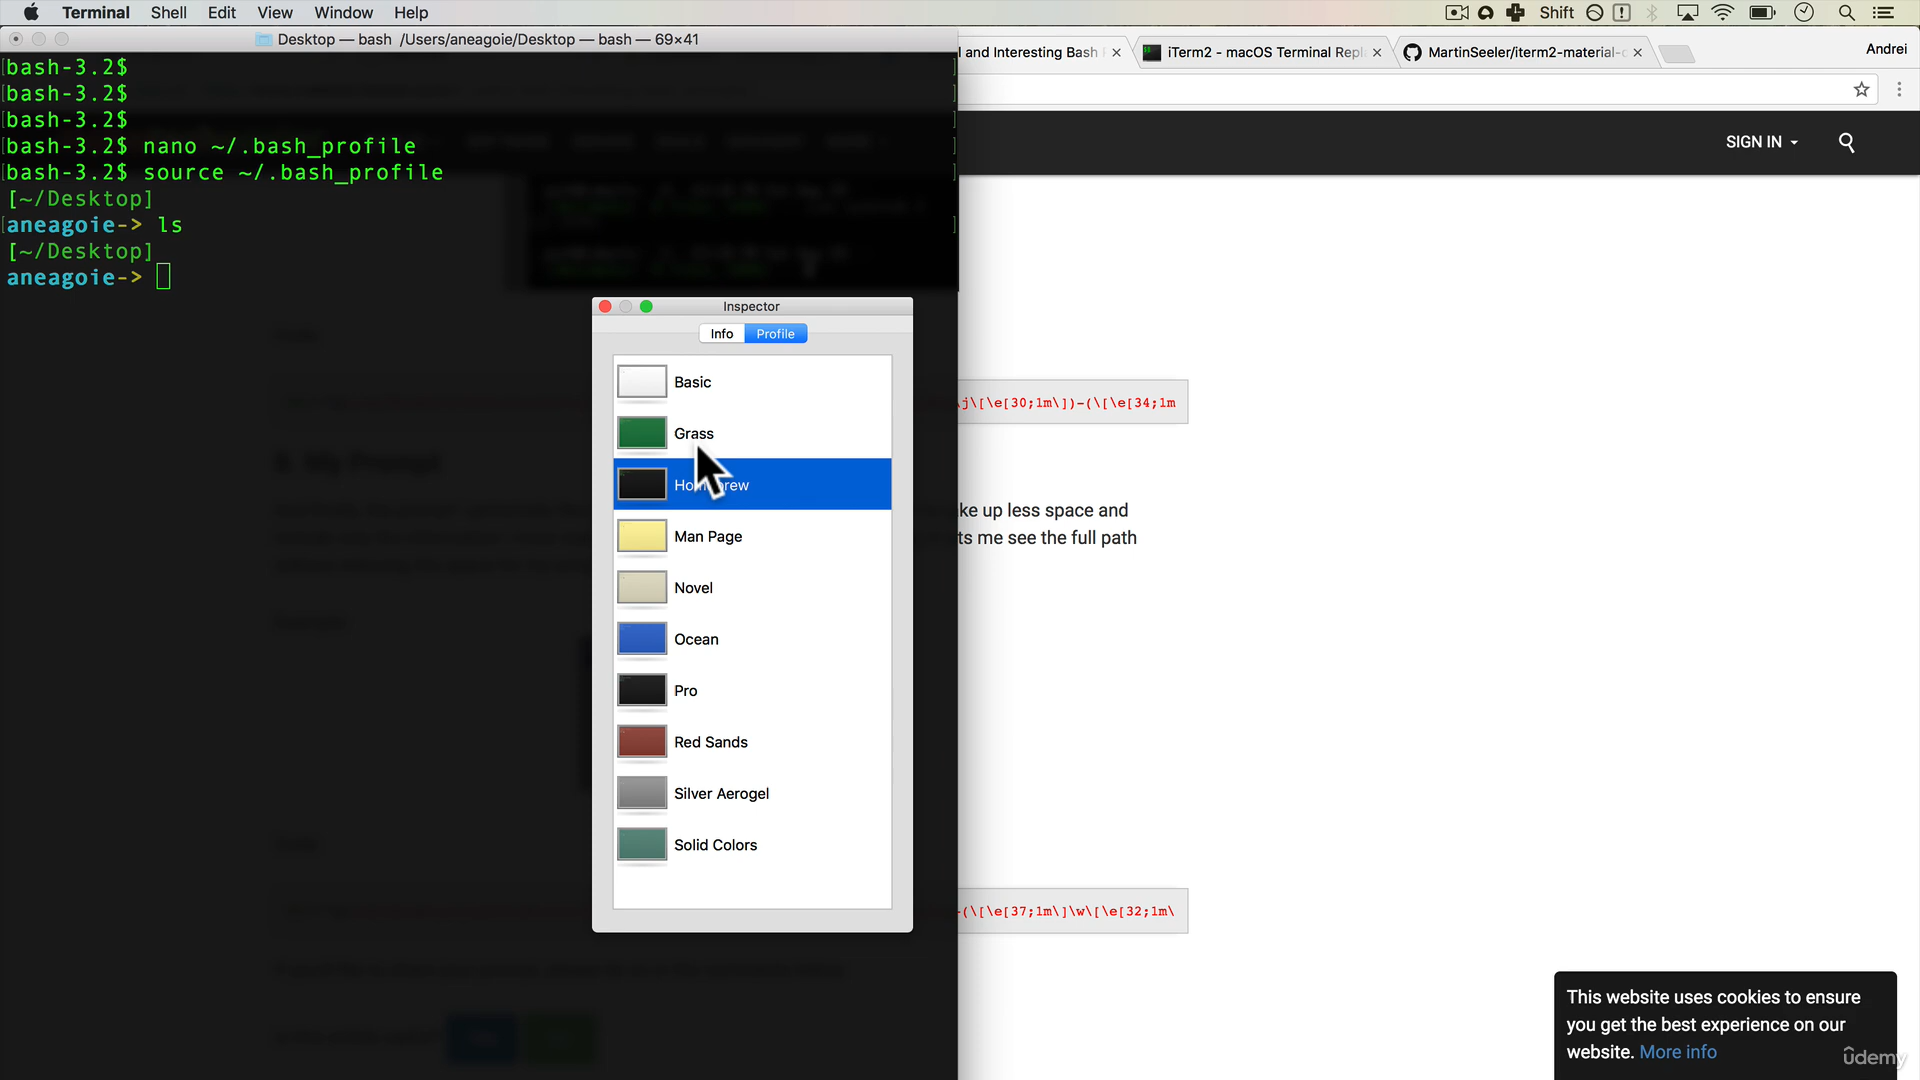 Terminal Shell Edit View Window Help
Shift
Desktop — bash /Users/aneagoie/Desktop — bash — 69×41
l and Interesting Bash
iTerm2 - macOS Terminal Repl
MartinSeeler/iterm2-material-
Andrei
SIGN IN
bash-3.2$
bash-3.2$
bash-3.2$
bash-3.2$ nano ~/.bash_profile
bash-3.2$ source ~/.bash_profile
[~/Desktop]
aneagoie-> ls
[~/Desktop]
aneagoie->
Inspector
Info Profile
Basic
Grass
Homebrew
Man Page
Novel
Ocean
Pro
Red Sands
Silver Aerogel
Solid Colors
\j\[\e[30;1m\])-(\[\e[34;1m
ke up less space and
ts me see the full path
-(\[\e[37;1m\]\w\[\e[32;1m\
This website uses cookies to ensure
you get the best experience on our
website. More info
ûdemy